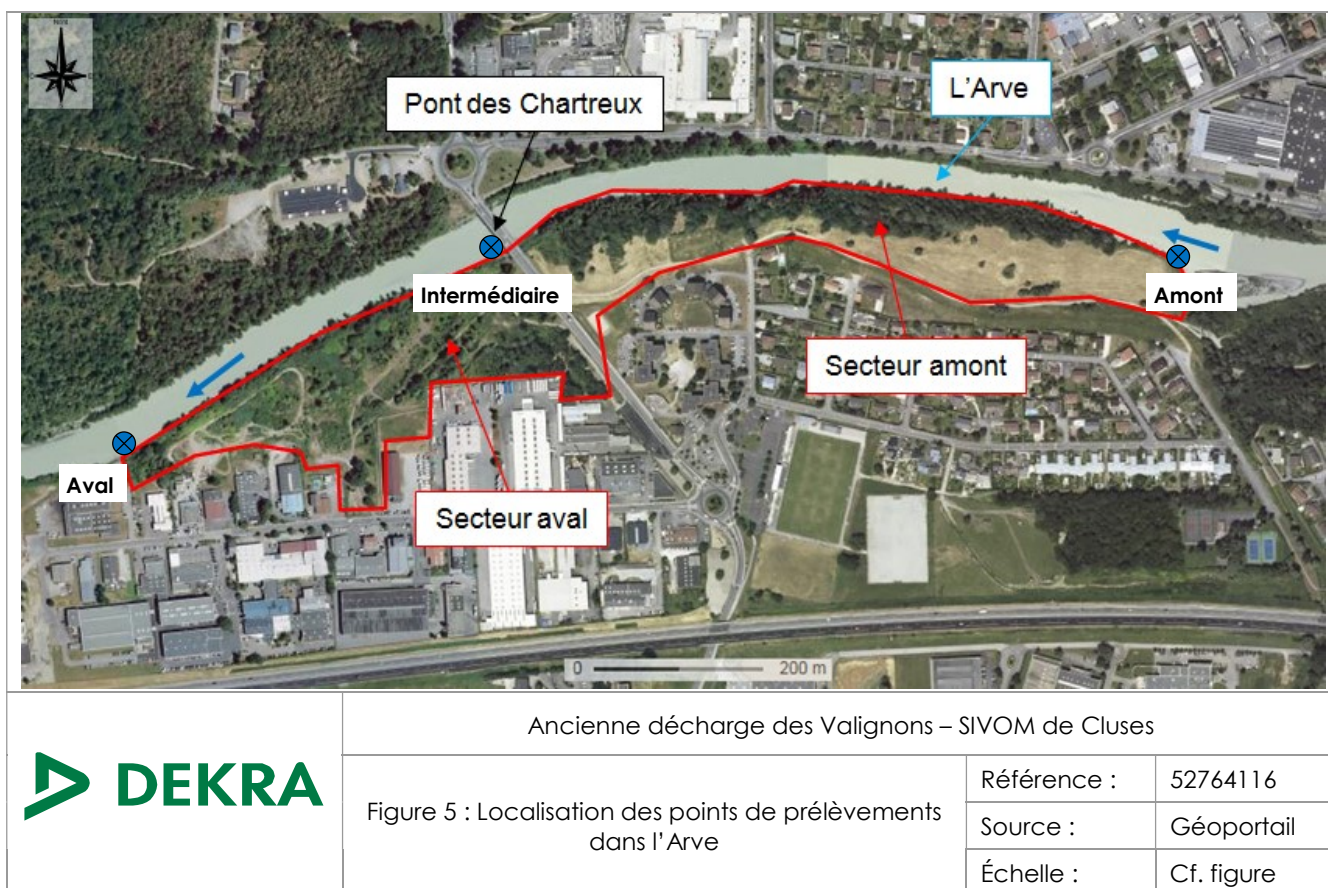 Pont des Chartreux
L'Arve
Intermédiaire
Amont
Secteur amont
Aval
Secteur aval
0 200 m
DEKRA
Ancienne décharge des Valignons – SIVOM de Cluses
Figure 5 : Localisation des points de prélèvements
dans l'Arve
Référence : 52764116
Source : Géoportail
Échelle : Cf. figure